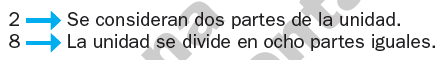 2 → Se consideran dos partes de la unidad.
8 → La unidad se divide en ocho partes iguales.